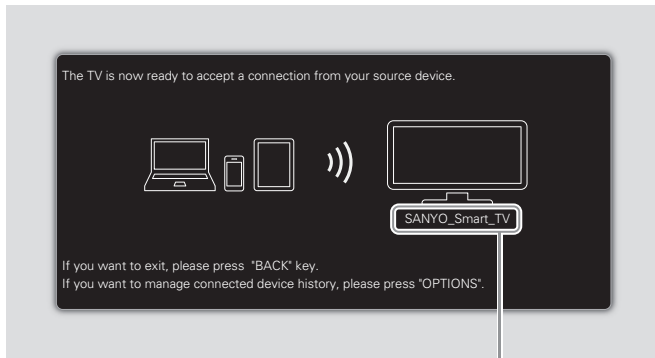 The TV is now ready to accept a connection from your source device.
SANYO_Smart_TV
If you want to exit, please press "BACK" key.
If you want to manage connected device history, please press "OPTIONS".